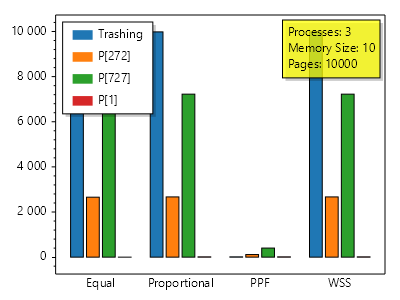 Trashing
P[272]
P[727]
P[1]
Processes: 3
Memory Size: 10
Pages: 10000
10 000
8 000
6 000
4 000
2 000
0
Equal Proportional PPF WSS